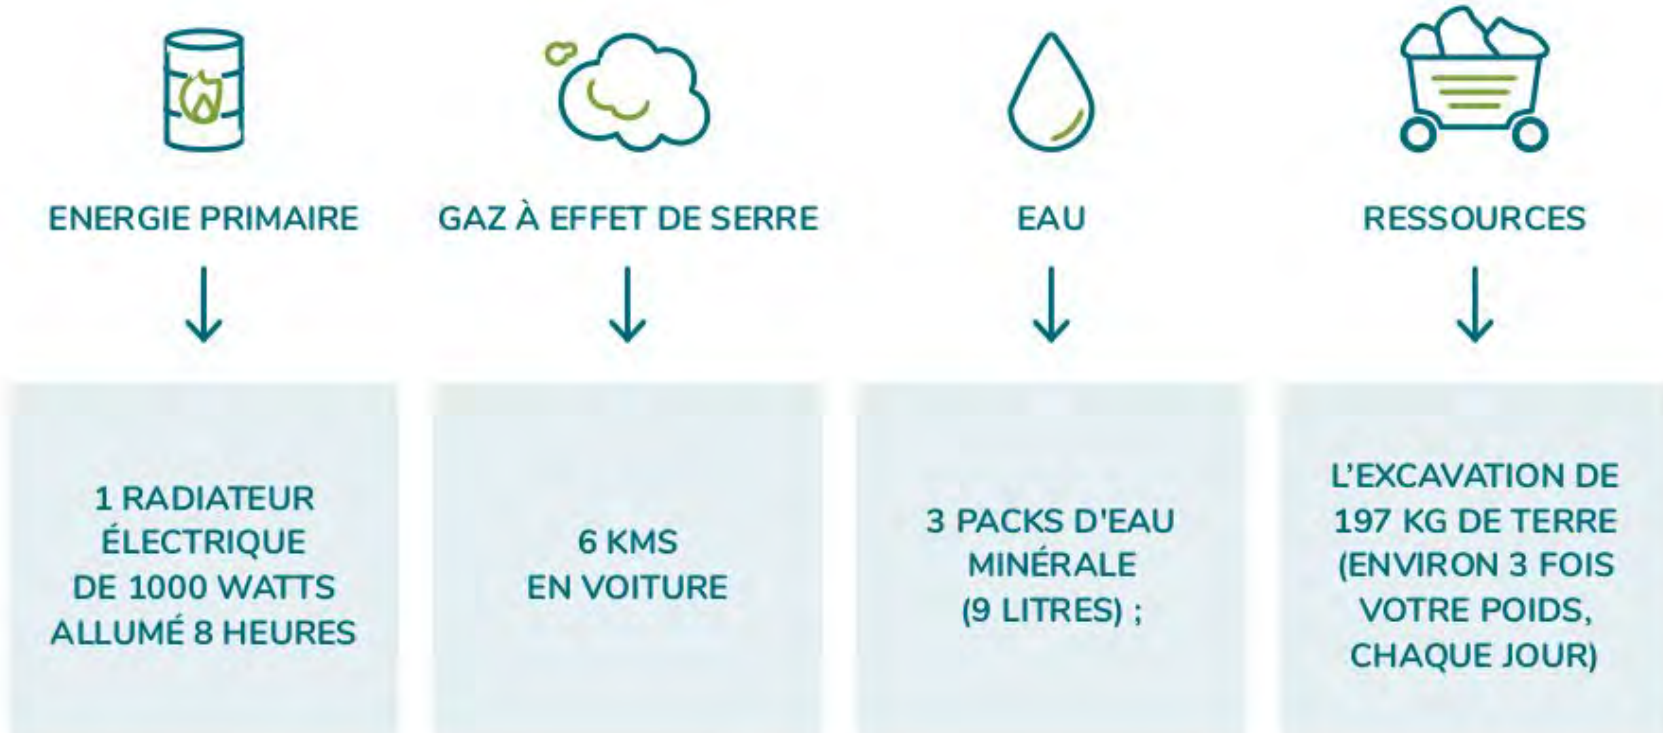 ENERGIE PRIMAIRE
GAZ À EFFET DE SERRE
EAU
RESSOURCES
1 RADIATEUR
ÉLECTRIQUE
DE 1000 WATTS
ALLUMÉ 8 HEURES
6 KMS
EN VOITURE
3 PACKS D'EAU
MINÉRALE
(9 LITRES) ;
L'EXCAVATION DE
197 KG DE TERRE
(ENVIRON 3 FOIS
VOTRE POIDS,
CHAQUE JOUR)